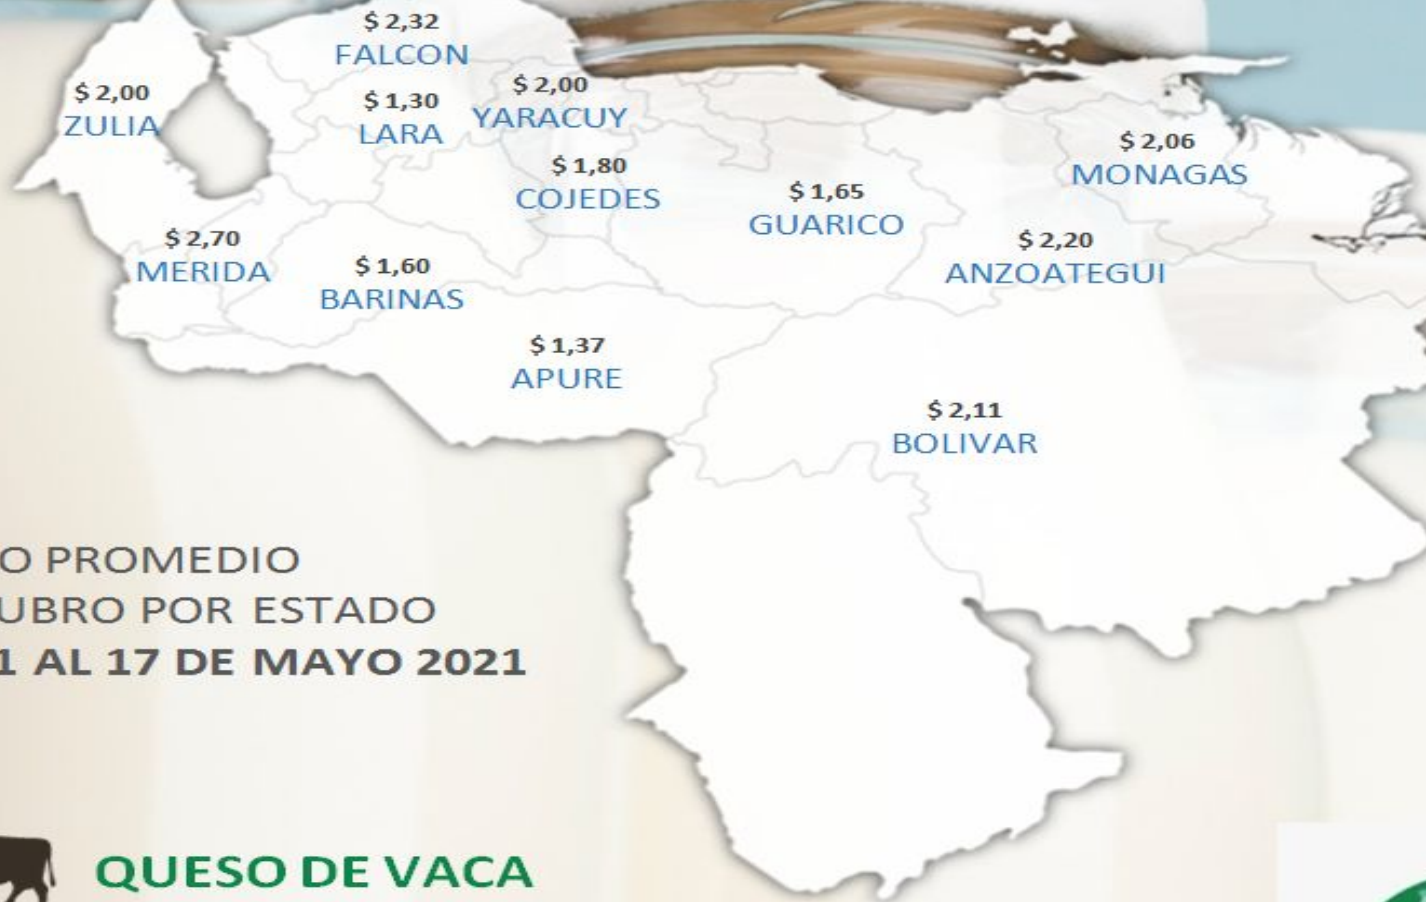 $ 2,32
FALCON
$ 2,00
ZULIA
$ 1,30
LARA
$ 2,00
YARACUY
$ 1,80
COJEDES
$ 1,65
GUARICO
$ 2,06
MONAGAS
$ 2,70
MERIDA
$ 1,60
BARINAS
$ 2,20
ANZOATEGUI
$ 1,37
APURE
$ 2,11
BOLIVAR
O PROMEDIO
UBRO POR ESTADO
1 AL 17 DE MAYO 2021
QUESO DE VACA